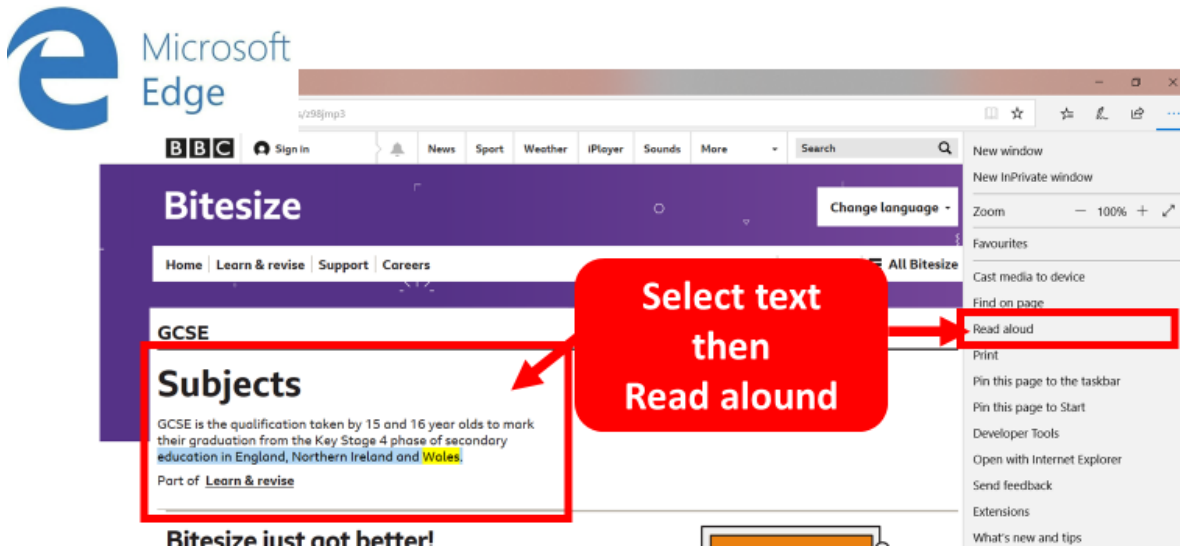 Microsoft
Edge
s/z98jmp3
BBC Sign in News Sport Weather iPlayer Sounds More Search
New window
New InPrivate window
Bitesize
Change language
Zoom — 100% +
Favourites
Home Learn & revise Support Careers All Bitesize
Cast media to device
Find on page
Select text
then
Read alound
Read aloud
GCSE
Print
Subjects
Pin this page to the taskbar
Pin this page to Start
GCSE is the qualification taken by 15 and 16 year olds to mark
their graduation from the Key Stage 4 phase of secondary
education in England, Northern Ireland and Wales.
Part of Learn & revise
Developer Tools
Open with Internet Explorer
Send feedback
Extensions
What's new and tips
Bitesize just got better!